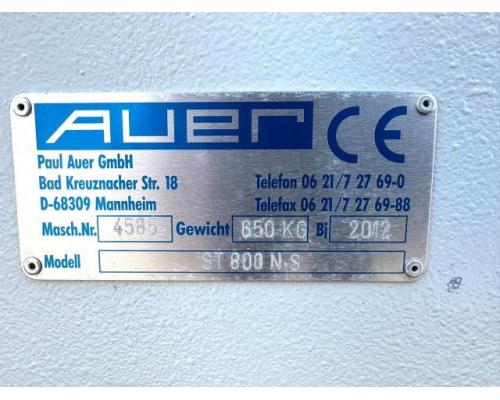 AUER CE
Paul Auer GmbH
Bad Kreuznacher Str. 18 Telefon 06 21/7 27 69-0
D-68309 Mannheim Telefax 06 21/7 27 69-88
Masch.Nr. 4585 Gewicht 650 KG Bj 2012
Modell ST 800 N-S